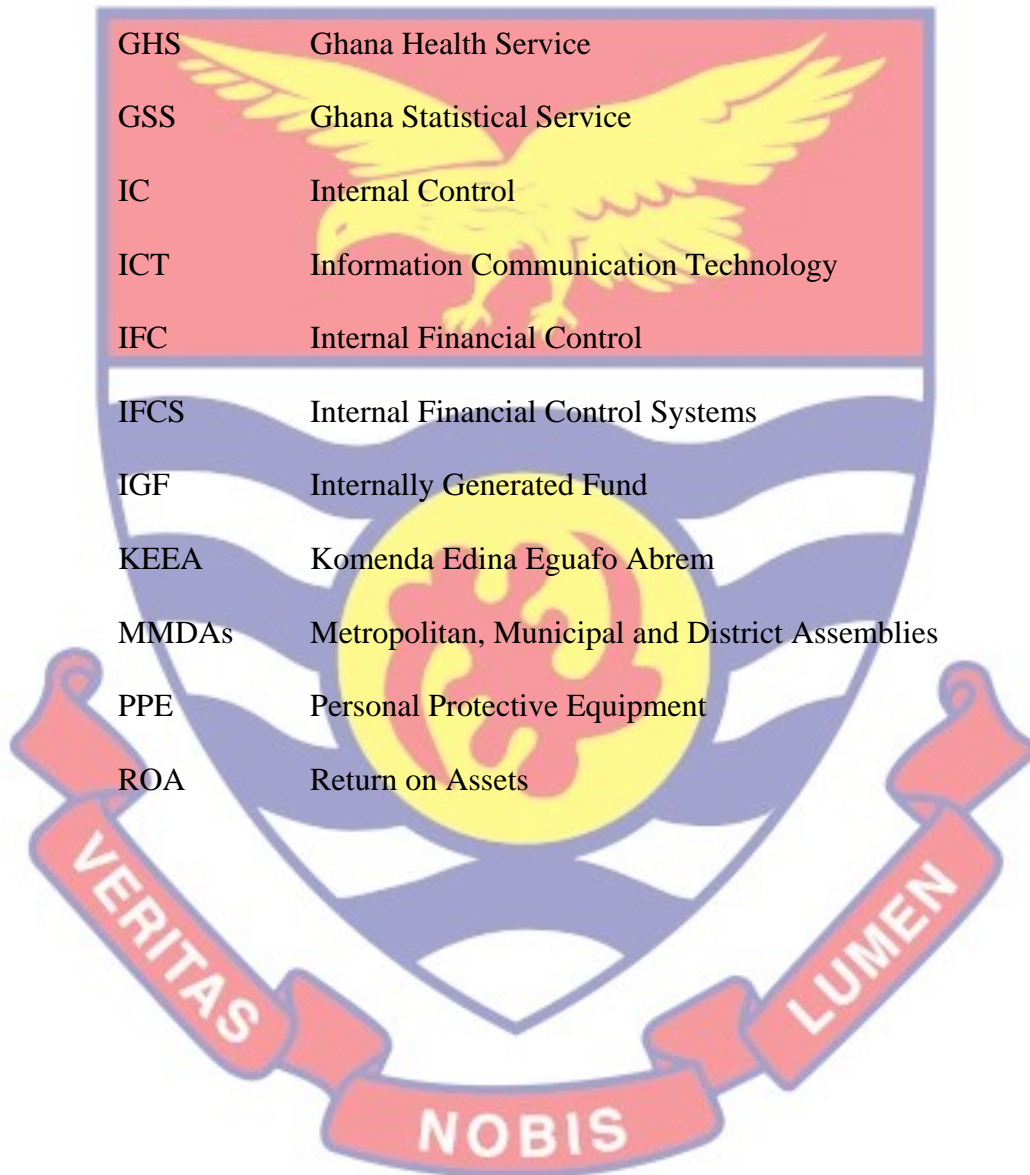 GHS Ghana Health Service
GSS Ghana Statistical Service
IC Internal Control
ICT Information Communication Technology
IFC Internal Financial Control
IFCS Internal Financial Control Systems
IGF Internally Generated Fund
KEEA Komenda Edina Eguafo Abrem
MMDAs Metropolitan, Municipal and District Assemblies
PPE Personal Protective Equipment
ROA Return on Assets
VERITAS
NOBIS
LUMEN